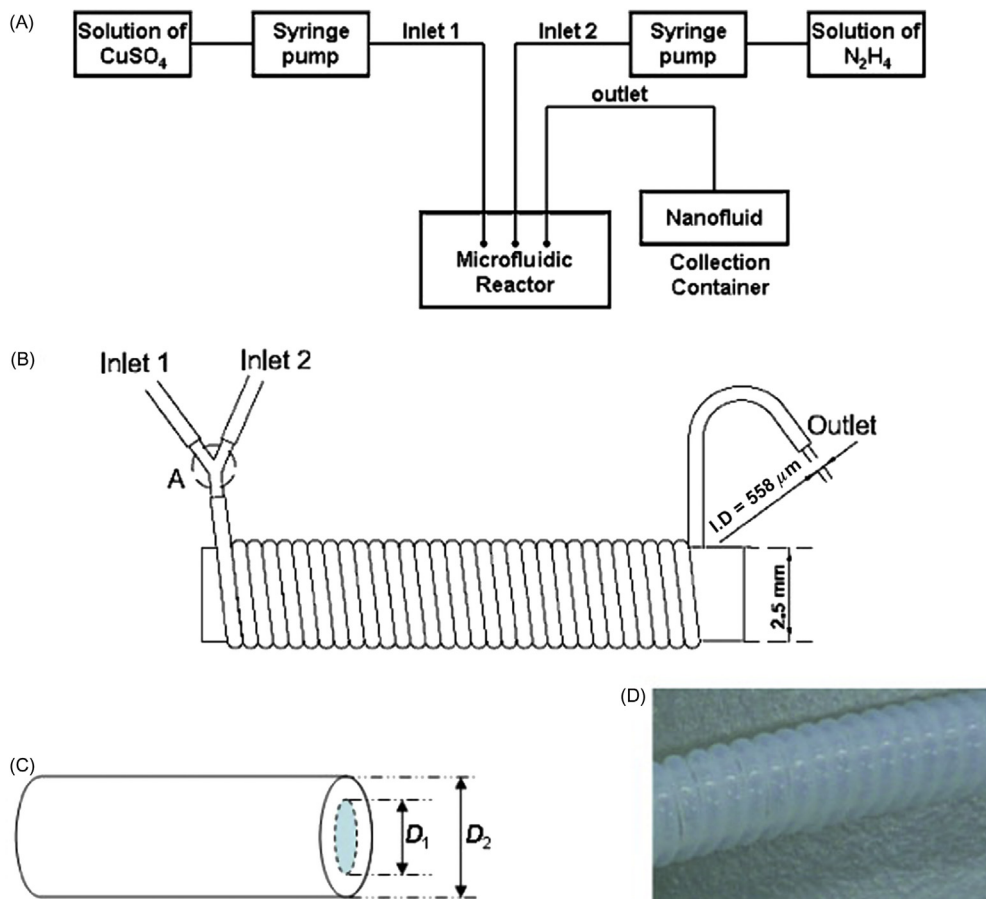 (A)
Solution of
CuSO₄
Syringe
pump
Inlet 1
Inlet 2
Syringe
pump
Solution of
N₂H₄
outlet
Microfluidic
Reactor
Nanofluid
Collection
Container
(B)
Inlet 1
Inlet 2
A
Outlet
I.D = 558 μm
2.5 mm
(C)
D₁
D₂
(D)